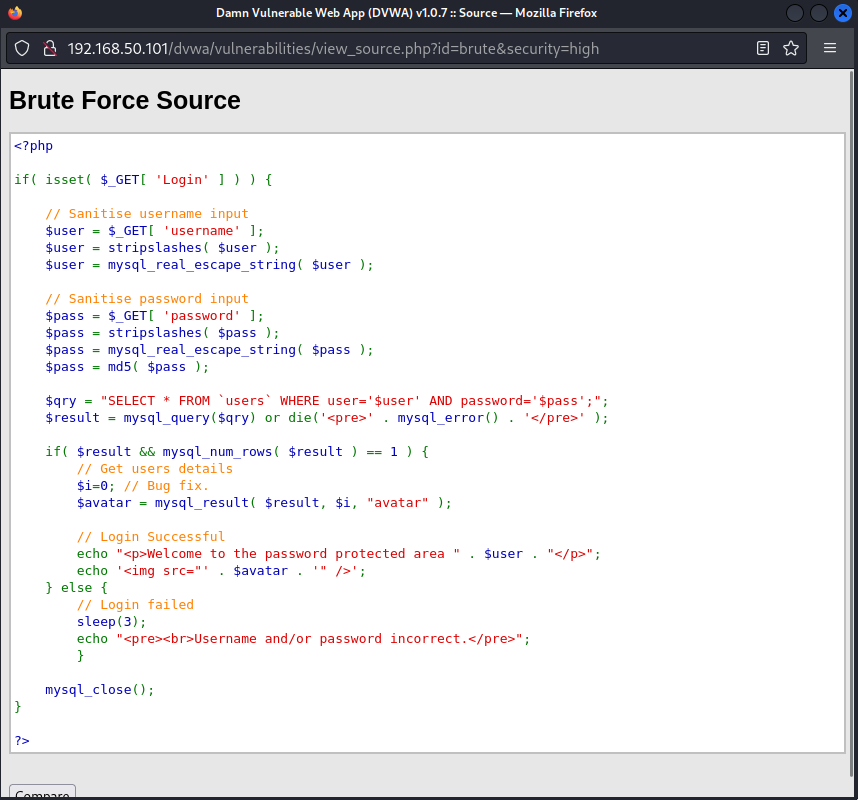 Damn Vulnerable Web App (DVWA) v1.0.7 :: Source — Mozilla Firefox
192.168.50.101/dvwa/vulnerabilities/view_source.php?id=brute&security=high
Brute Force Source
<?php
if( isset( $_GET[ 'Login' ] ) ) {
// Sanitise username input
$user = $_GET[ 'username' ];
$user = stripslashes( $user );
$user = mysql_real_escape_string( $user );
// Sanitise password input
$pass = $_GET[ 'password' ];
$pass = stripslashes( $pass );
$pass = mysql_real_escape_string( $pass );
$pass = md5( $pass );
$qry = "SELECT * FROM `users` WHERE user='$user' AND password='$pass';";
$result = mysql_query($qry) or die('<pre>' . mysql_error() . '</pre>' );
if( $result && mysql_num_rows( $result ) == 1 ) {
// Get users details
$i=0; // Bug fix.
$avatar = mysql_result( $result, $i, "avatar" );
// Login Successful
echo "<p>Welcome to the password protected area " . $user . "</p>";
echo '<img src="' . $avatar . '" />';
} else {
// Login failed
sleep(3);
echo "<pre><br>Username and/or password incorrect.</pre>";
}
mysql_close();
}
?>
Compare